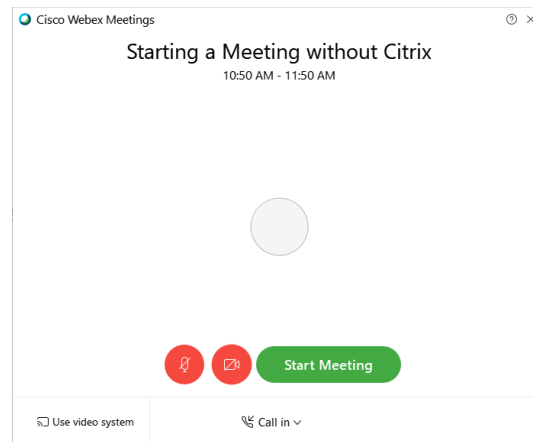 Cisco Webex Meetings
Starting a Meeting without Citrix
10:50 AM - 11:50 AM
Start Meeting
Use video system
Call in